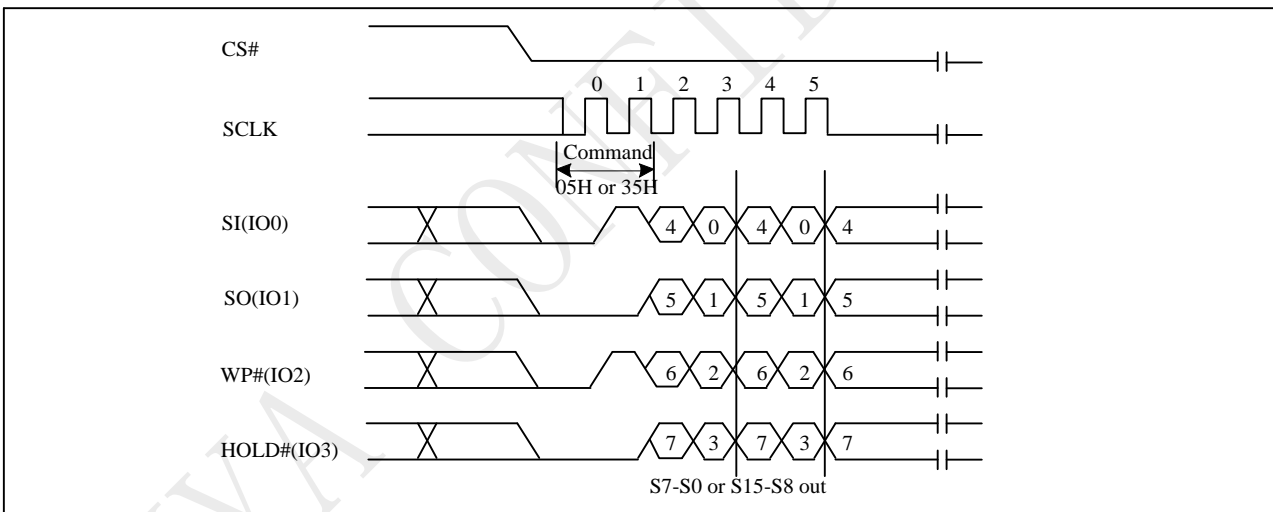 CS#
0 1 2 3 4 5
SCLK
Command
05H or 35H
SI(IO0)
4 0 4 0 4
SO(IO1)
5 1 5 1 5
WP#(IO2)
6 2 6 2 6
HOLD#(IO3)
7 3 7 3 7
S7-S0 or S15-S8 out